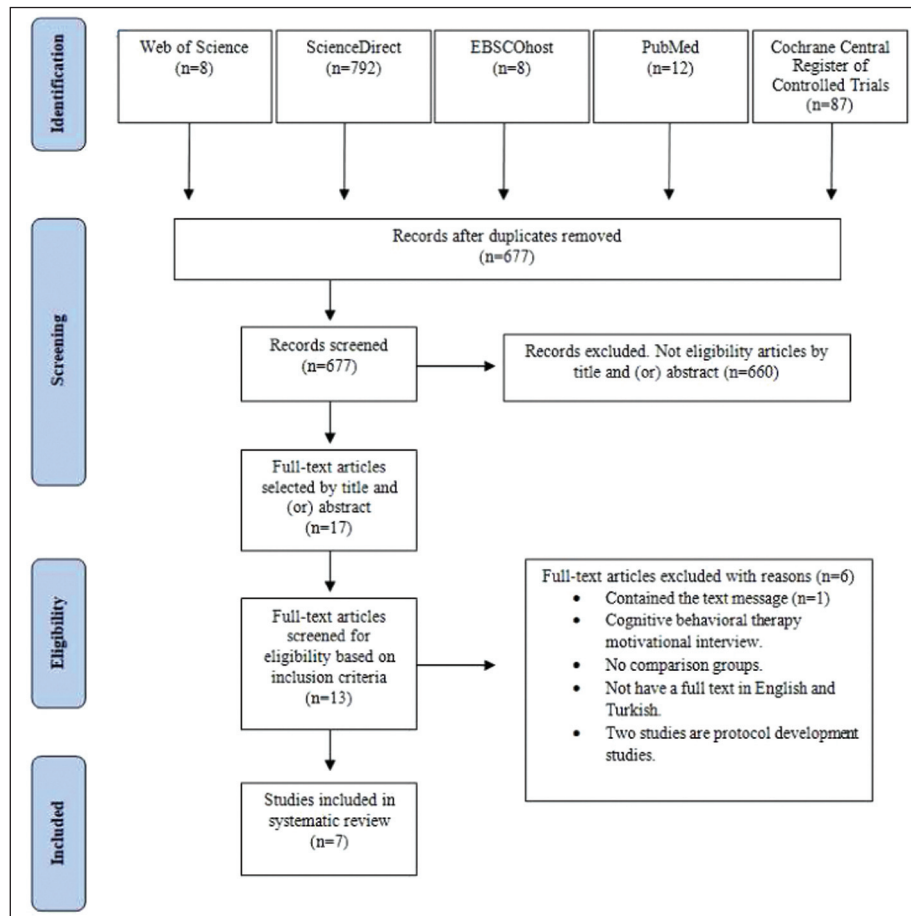 Identification
Web of Science
(n=8)
ScienceDirect
(n=792)
EBSCOhost
(n=8)
PubMed
(n=12)
Cochrane Central
Register of
Controlled Trials
(n=87)
Screening
Records after duplicates removed
(n=677)
Records screened
(n=677)
Records excluded. Not eligibility articles by
title and (or) abstract (n=660)
Full-text articles
selected by title and
(or) abstract
(n=17)
Eligibility
Full-text articles
screened for
eligibility based on
inclusion criteria
(n=13)
Full-text articles excluded with reasons (n=6)
• Contained the text message (n=1)
• Cognitive behavioral therapy
motivational interview.
• No comparison groups.
• Not have a full text in English and
Turkish.
• Two studies are protocol development
studies.
Included
Studies included in
systematic review
(n=7)